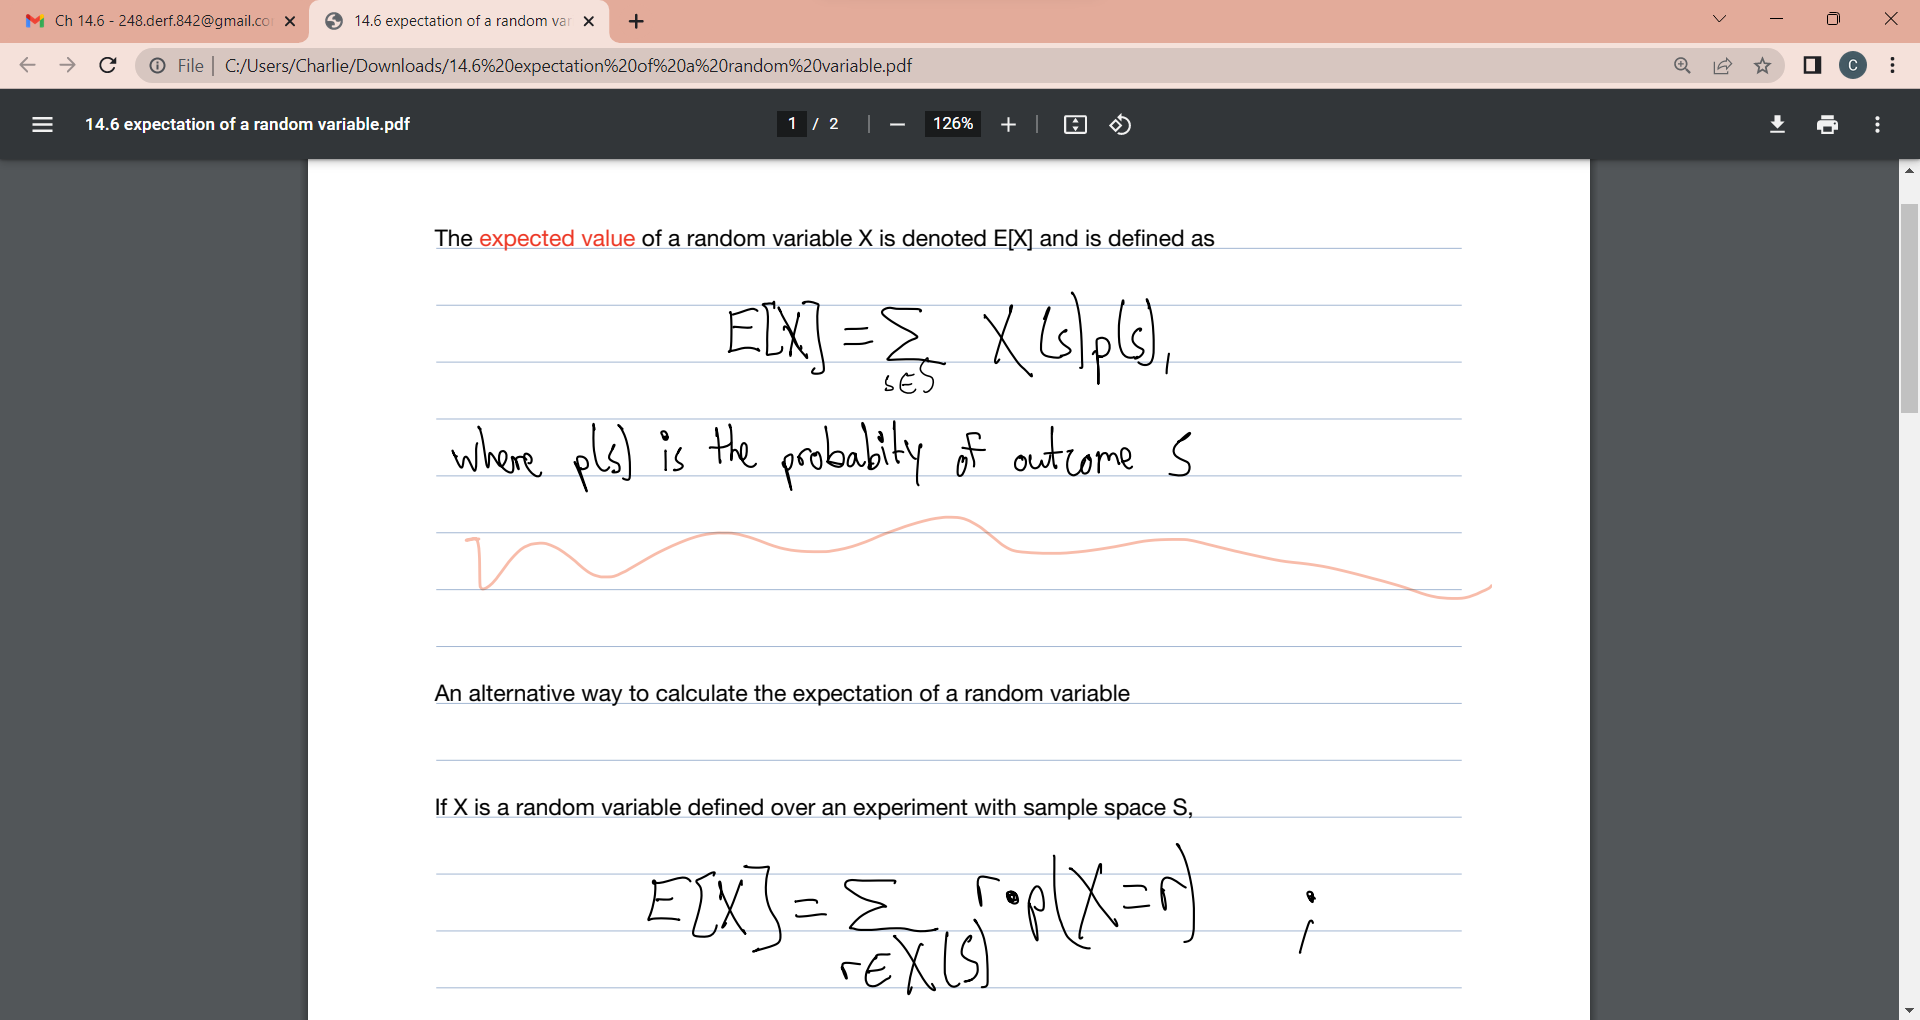 Ch 14.6 - 248.derf.842@gmail.co
14.6 expectation of a random var
File | C:/Users/Charlie/Downloads/14.6%20expectation%20of%20a%20random%20variable.pdf
C
14.6 expectation of a random variable.pdf
1 / 2
126%
The expected value of a random variable X is denoted E[X] and is defined as
E[X] = ∑ X(s)p(s),
s∈S
where p(s) is the probability of outcome s
An alternative way to calculate the expectation of a random variable
If X is a random variable defined over an experiment with sample space S,
E[X] = ∑ r•p(X=r) ;
r∈X(S)